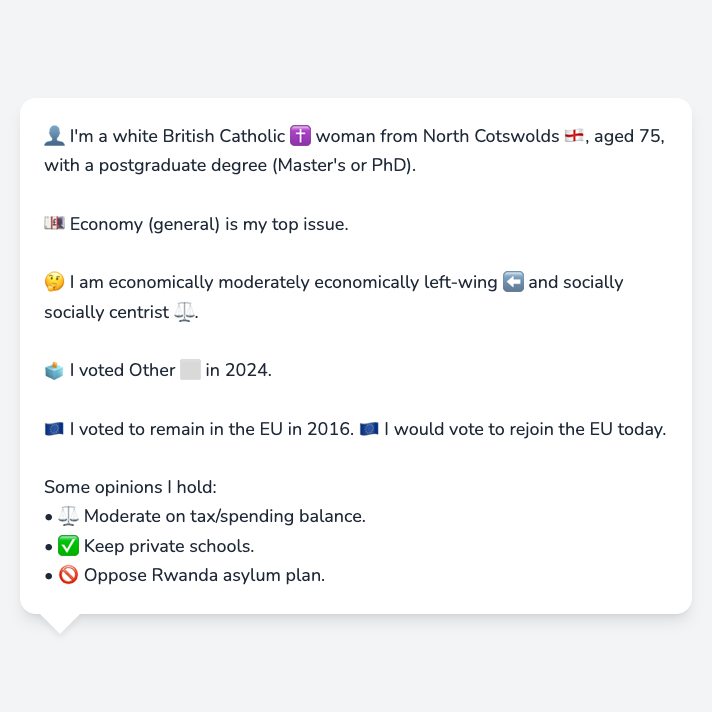 👤 I'm a white British Catholic ✝️ woman from North Cotswolds 🏴󠁧󠁢󠁥󠁮󠁧󠁿, aged 75,
with a postgraduate degree (Master's or PhD).
💷 Economy (general) is my top issue.
🤔 I am economically moderately economically left-wing ⬅️ and socially
socially centrist ⚖️.
🗳️ I voted Other ⬜ in 2024.
🇪🇺 I voted to remain in the EU in 2016. 🇪🇺 I would vote to rejoin the EU today.
Some opinions I hold:
• ⚖️ Moderate on tax/spending balance.
• ✅ Keep private schools.
• 🚫 Oppose Rwanda asylum plan.